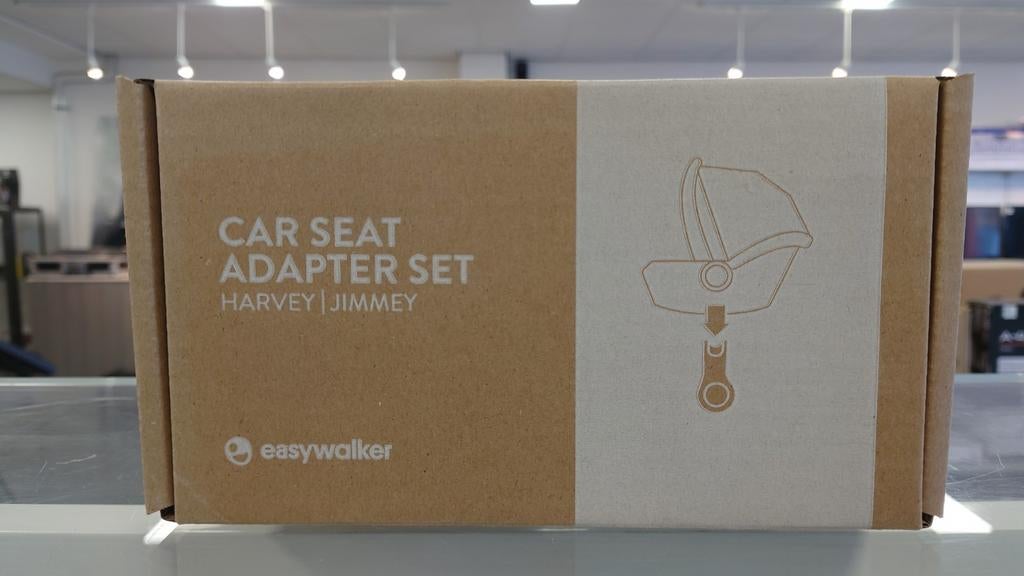 CAR SEAT
ADAPTER SET
HARVEY | JIMMEY
easywalker